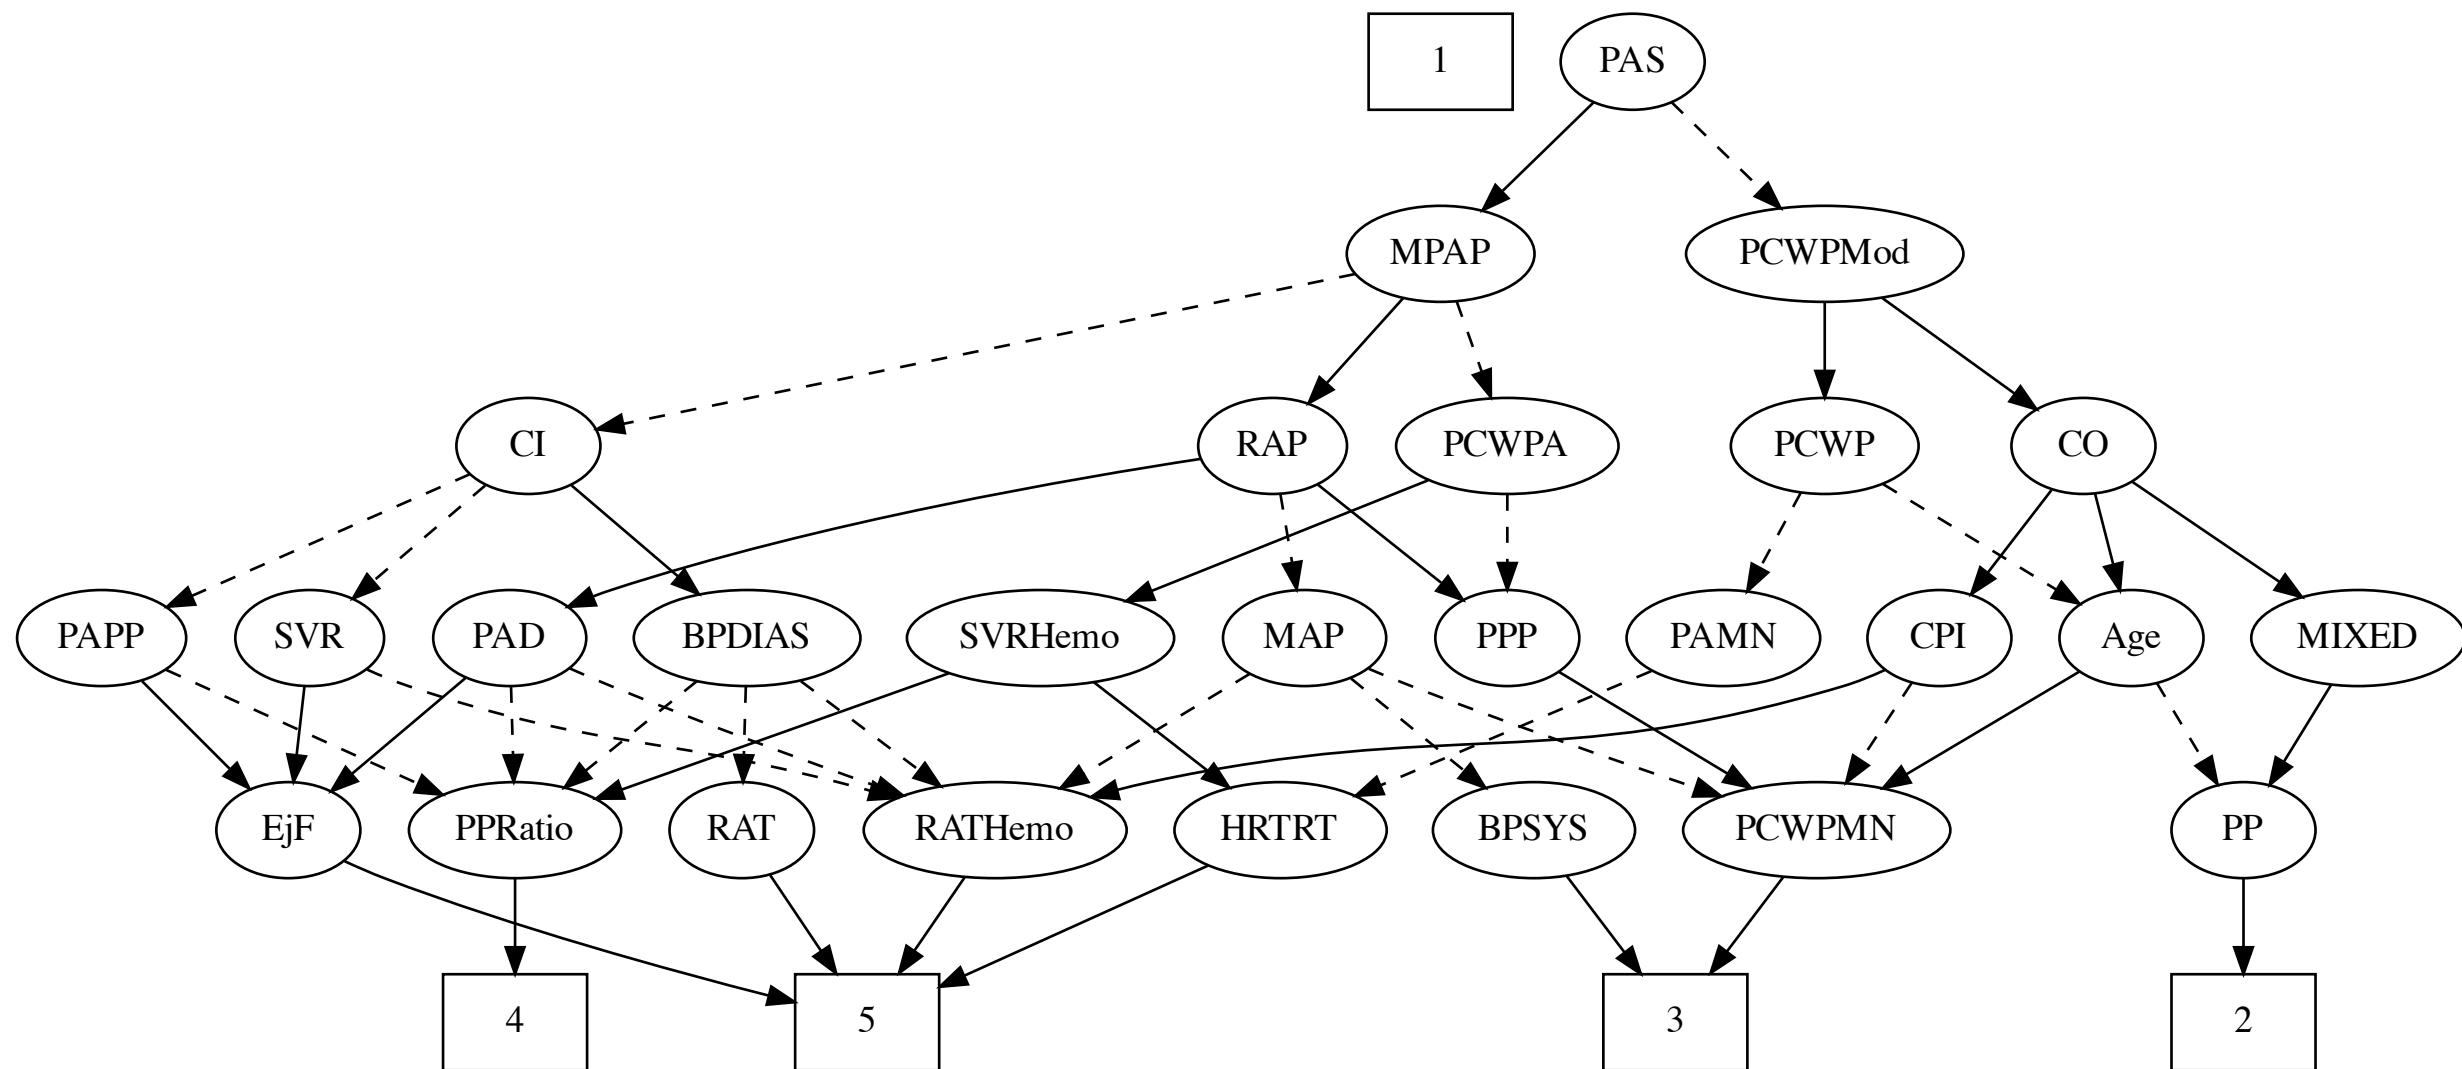 1
PAS
MPAP
PCWPMod
CI
RAP
PCWPA
PCWP
CO
PAPP
SVR
PAD
BPDIAS
SVRHemo
MAP
PPP
PAMN
CPI
Age
MIXED
EjF
PPRatio
RAT
RATHemo
HRTRT
BPSYS
PCWPMN
PP
4
5
3
2